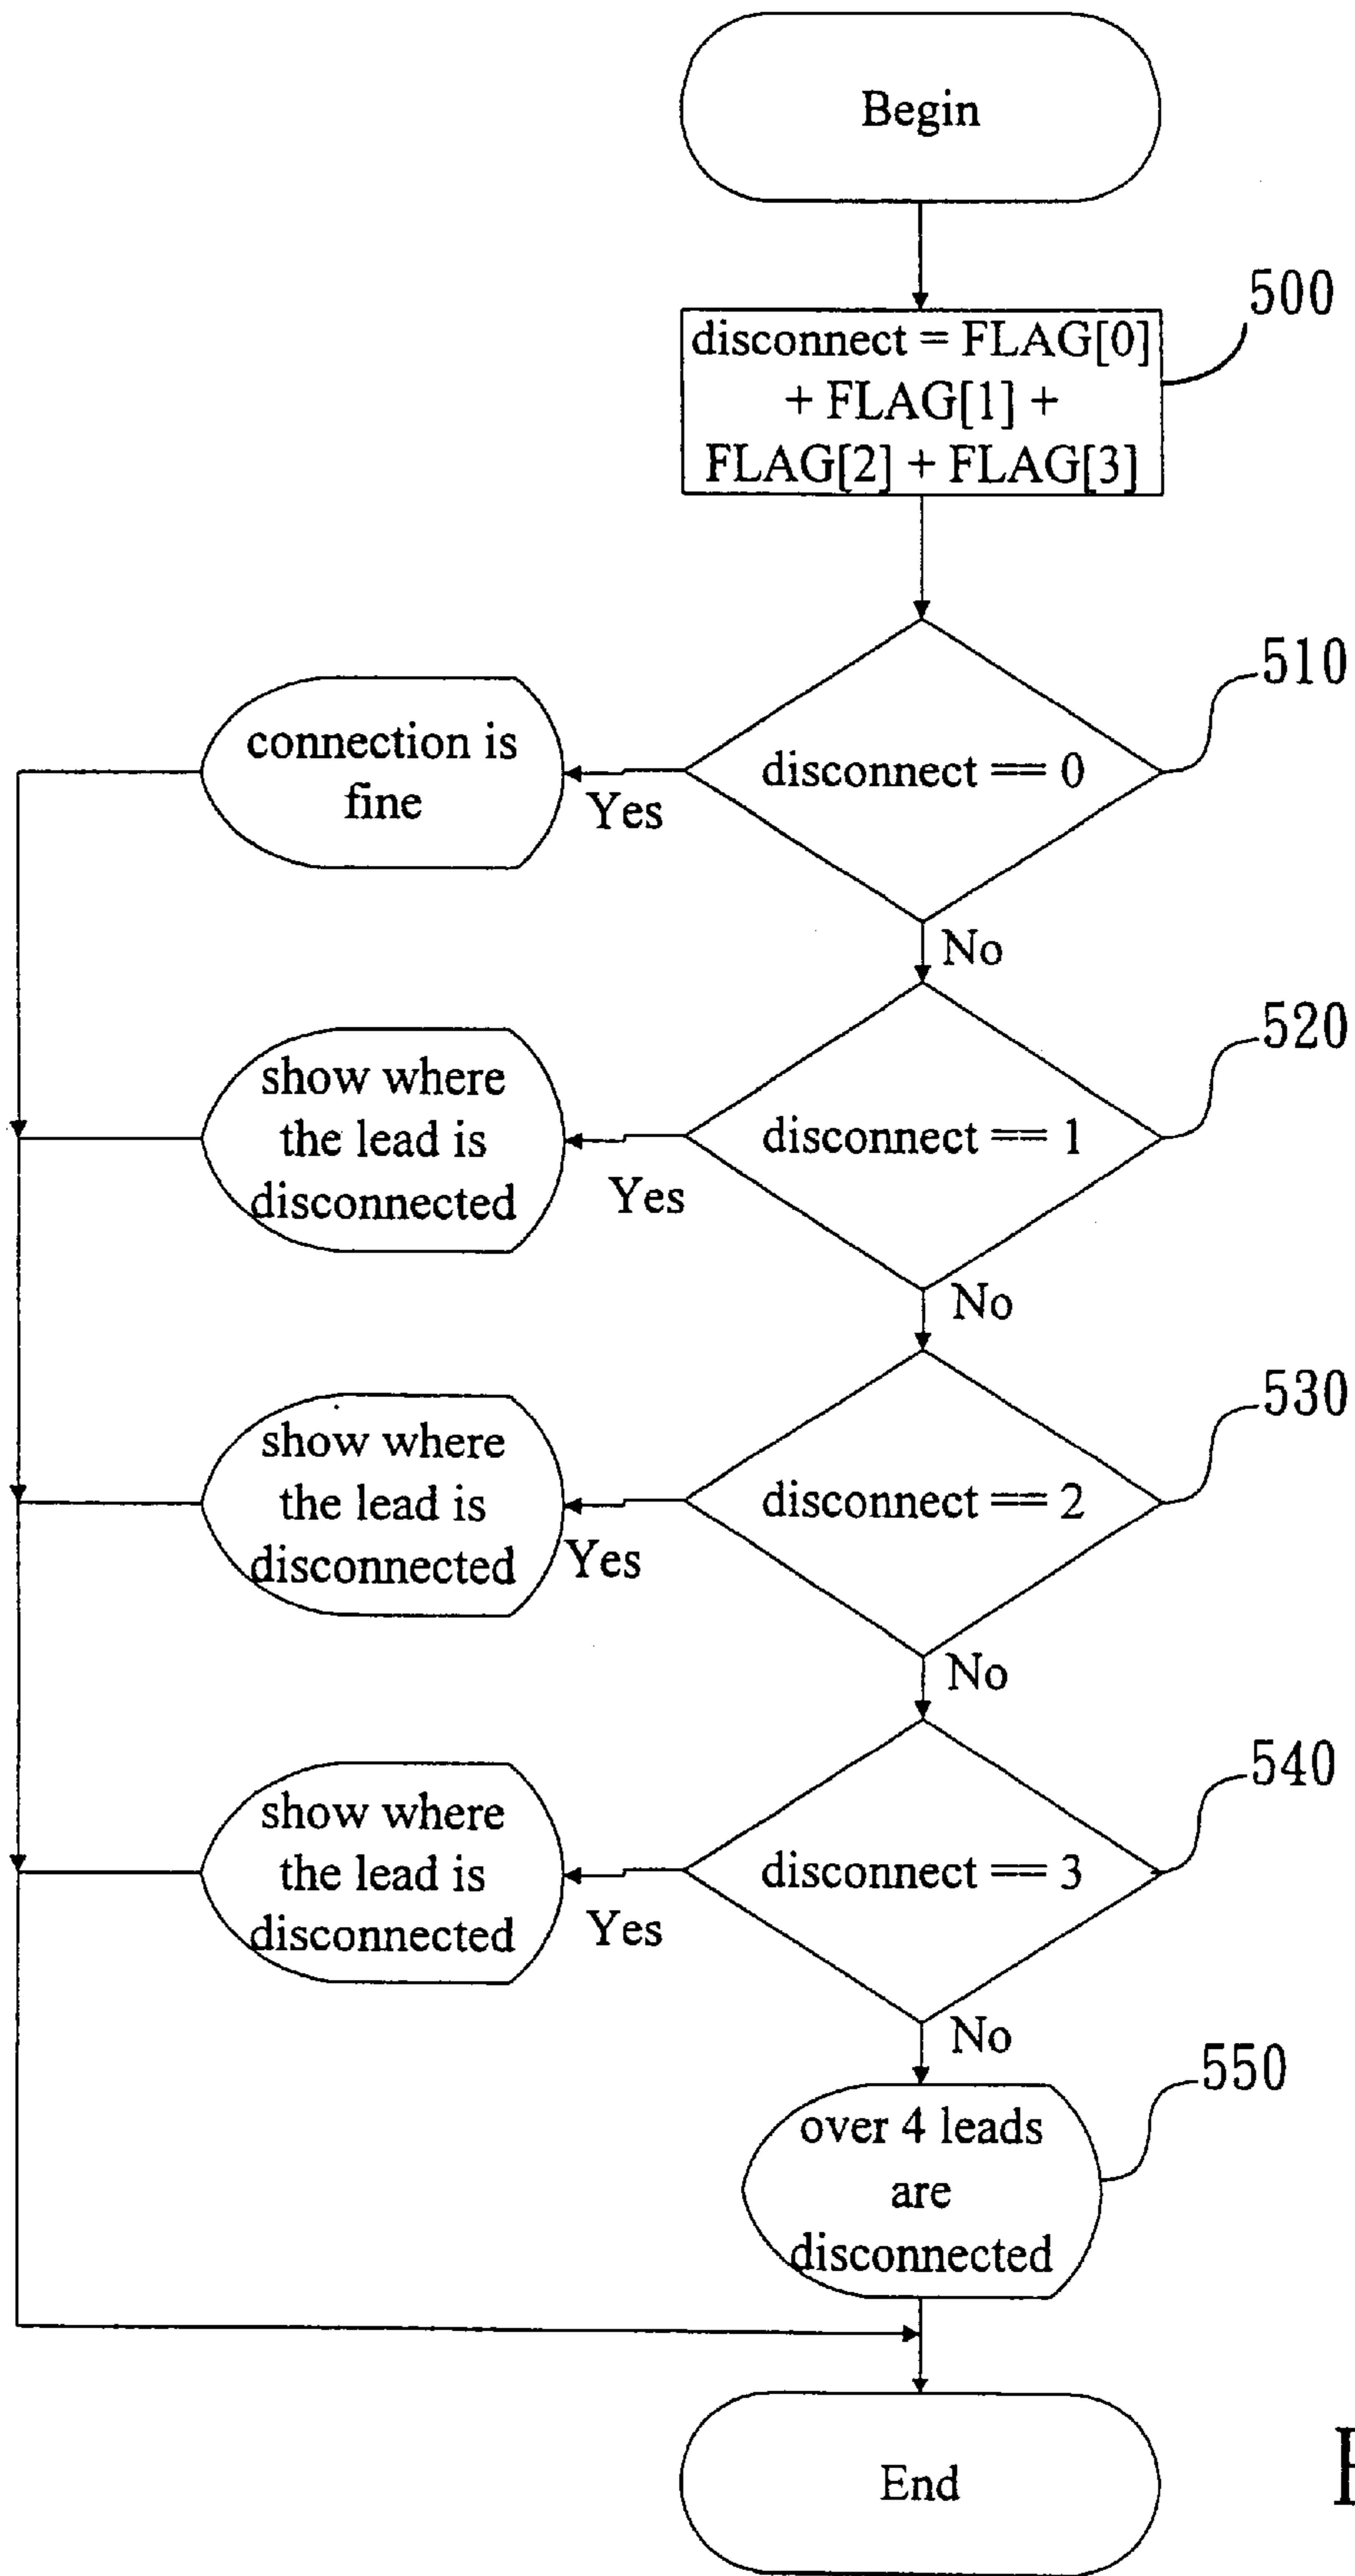 Begin
500
disconnect = FLAG[0]
+ FLAG[1] +
FLAG[2] + FLAG[3]
510
disconnect == 0
connection is
fine
Yes
No
520
disconnect == 1
show where
the lead is
disconnected
Yes
No
530
disconnect == 2
show where
the lead is
disconnected
Yes
No
540
disconnect == 3
show where
the lead is
disconnected
Yes
No
550
over 4 leads
are
disconnected
End